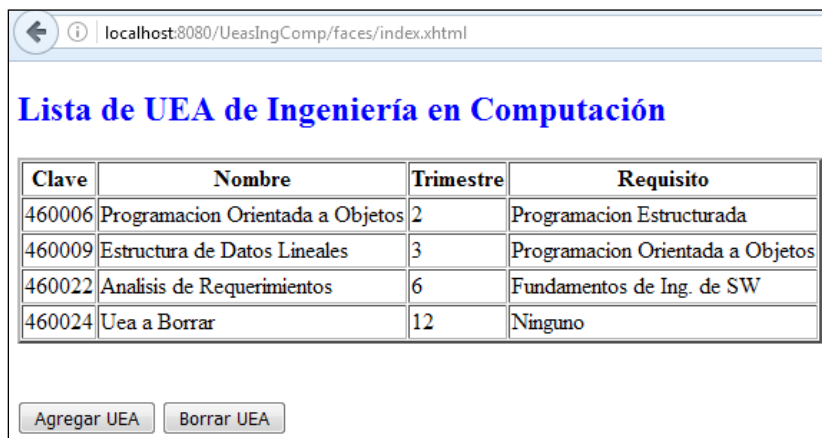 localhost:8080/UeasIngComp/faces/index.xhtml
Lista de UEA de Ingeniería en Computación
Clave Nombre Trimestre Requisito
460006 Programacion Orientada a Objetos 2 Programacion Estructurada
460009 Estructura de Datos Lineales 3 Programacion Orientada a Objetos
460022 Analisis de Requerimientos 6 Fundamentos de Ing. de SW
460024 Uea a Borrar 12 Ninguno
Agregar UEA Borrar UEA